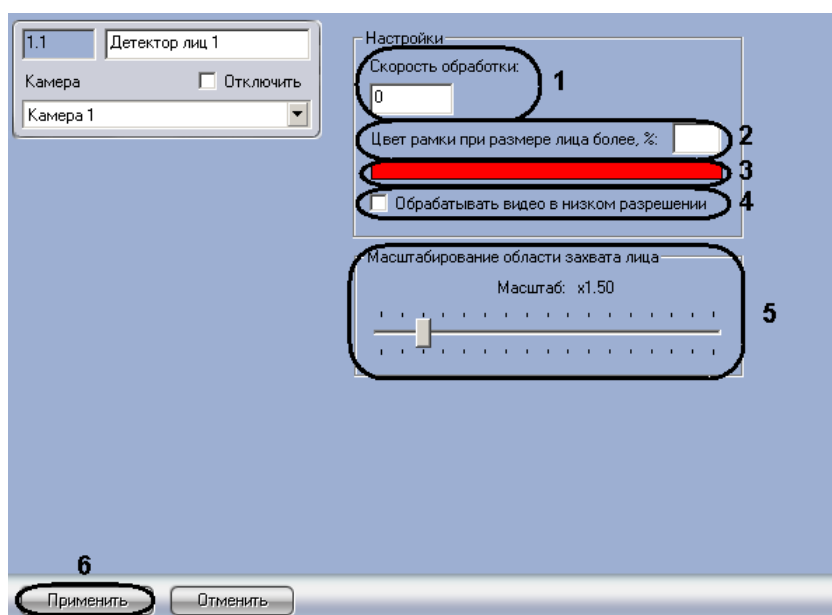 1.1 Детектор лиц 1
Камера Отключить
Камера 1
Настройки
Скорость обработки:
0
1
Цвет рамки при размере лица более, %:
2
3
Обрабатывать видео в низком разрешении
4
Масштабирование области захвата лица
Масштаб: x1.50
5
6
Применить Отменить